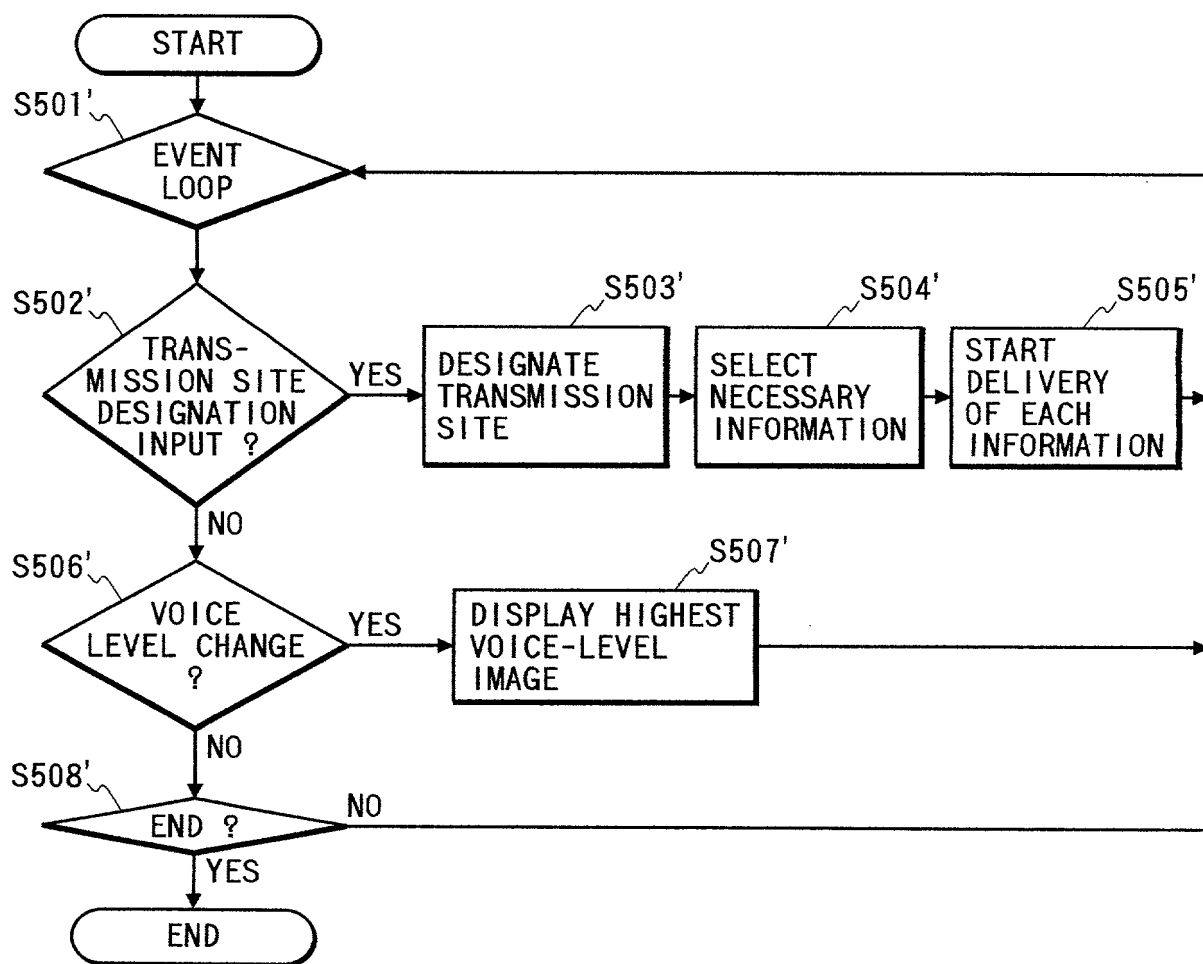 START
S501'
EVENT
LOOP
S502'
TRANS-
MISSION SITE
DESIGNATION
INPUT ?
YES
S503'
DESIGNATE
TRANSMISSION
SITE
S504'
SELECT
NECESSARY
INFORMATION
S505'
START
DELIVERY
OF EACH
INFORMATION
NO
S506'
VOICE
LEVEL CHANGE
?
YES
S507'
DISPLAY HIGHEST
VOICE-LEVEL
IMAGE
NO
S508'
END ?
NO
YES
END